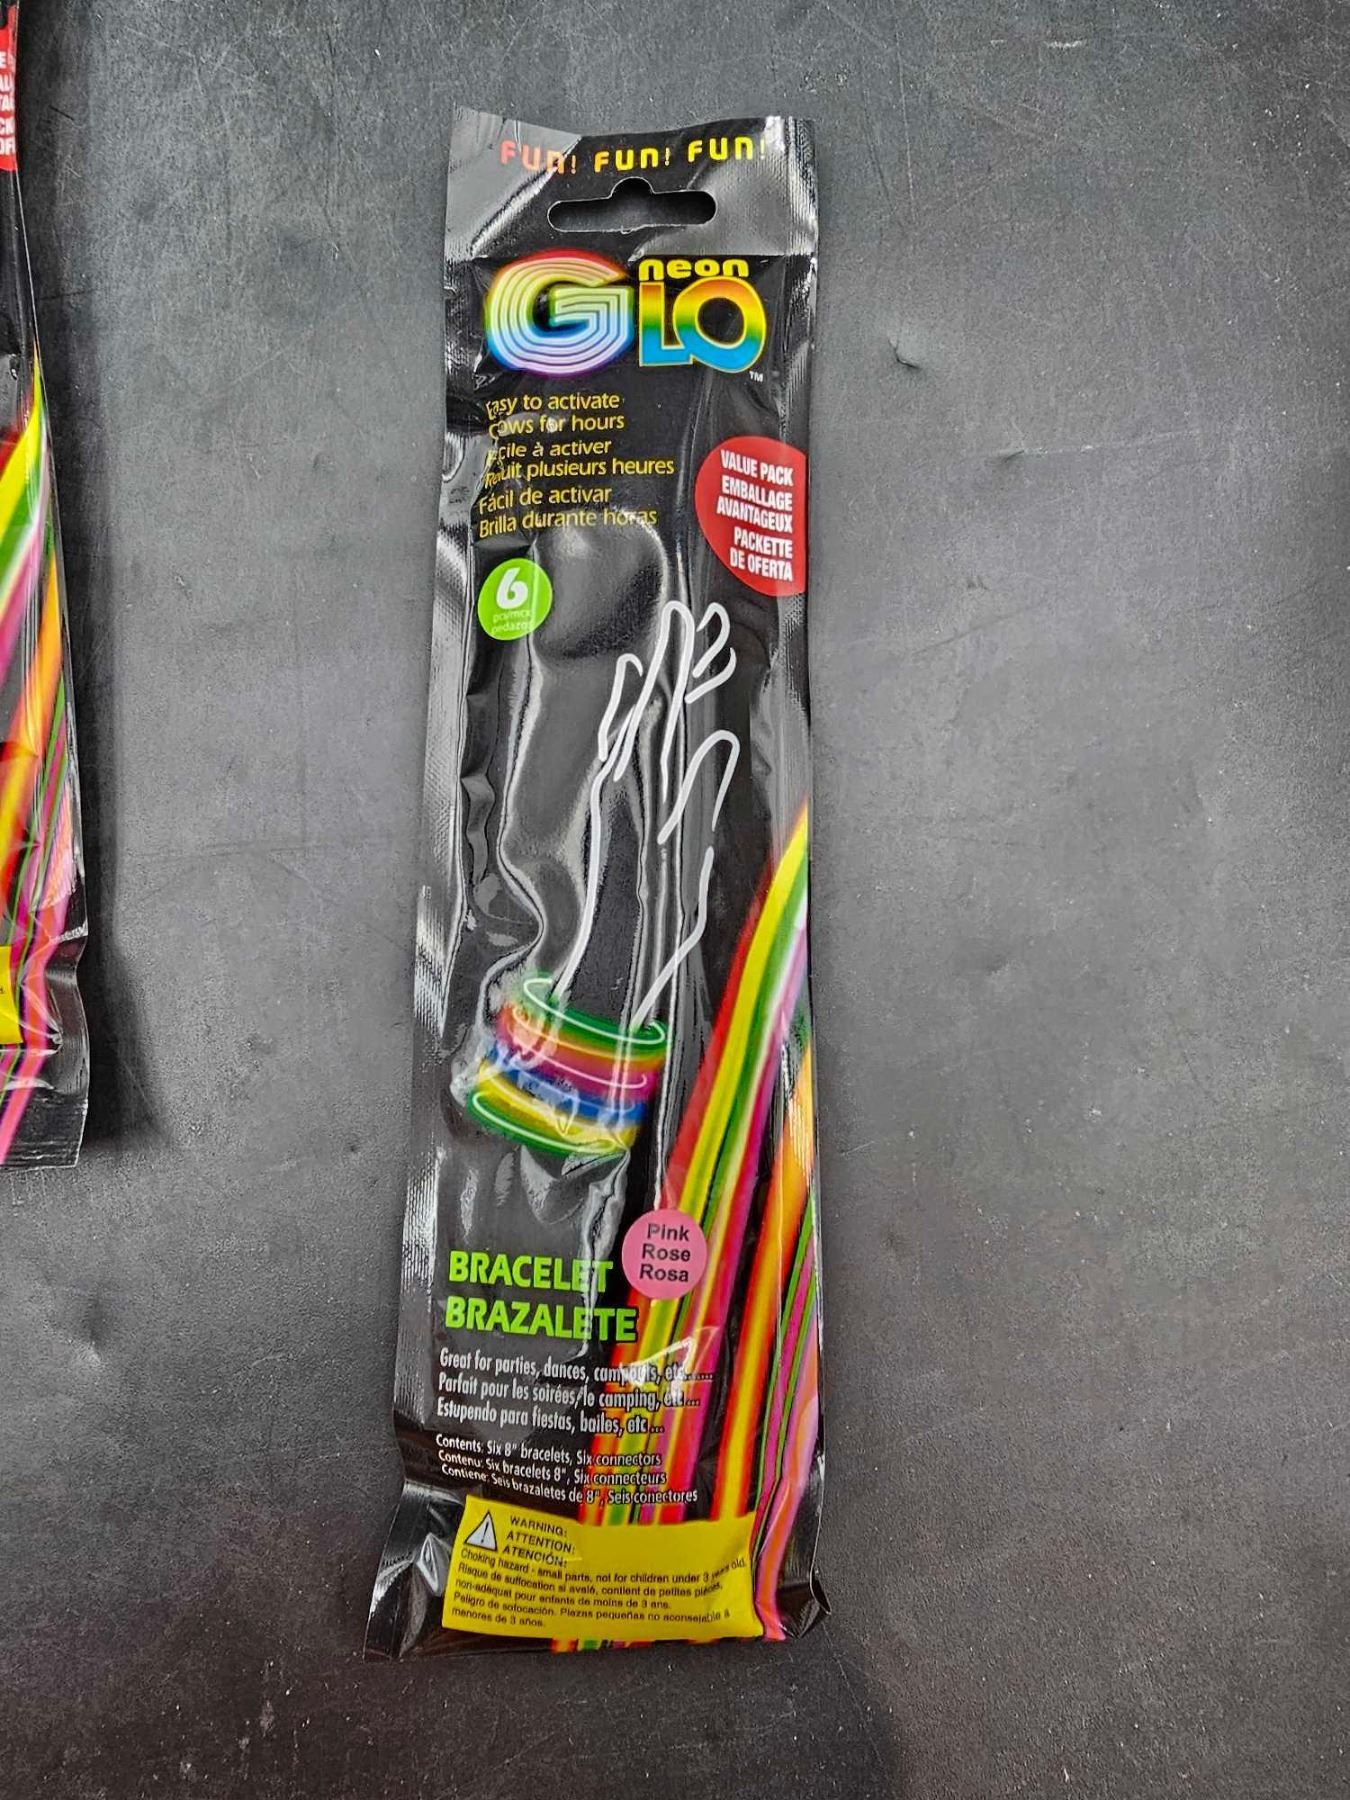 FUN! FUN! FUN!
neon
GLO
TM
Easy to activate
Glows for hours
Facile à activer
Reluit plusieurs heures
Fácil de activar
Brilla durante horas
VALUE PACK
EMBALLAGE
AVANTAGEUX
PACKETTE
DE OFERTA
6
pcs/mcx
pedazos
Pink
Rose
Rosa
BRACELET
BRAZALETE
Great for parties, dances, campouts, etc......
Parfait pour les soirées/le camping, etc ...
Estupendo para fiestas, bailes, etc ...
Contents: Six 8" bracelets, Six connectors
Contenu: Six bracelets 8", Six connecteurs
Contiene: Seis brazaletes de 8", Seis conectores
WARNING:
ATTENTION:
ATENCIÓN:
Choking hazard - small parts, not for children under 3 years old.
Risque de suffocation si avalé, contient de petites pièces,
non-adéquat pour enfants de moins de 3 ans.
Peligro de sofocación. Piezas pequeñas no aconsejable a
menores de 3 años.